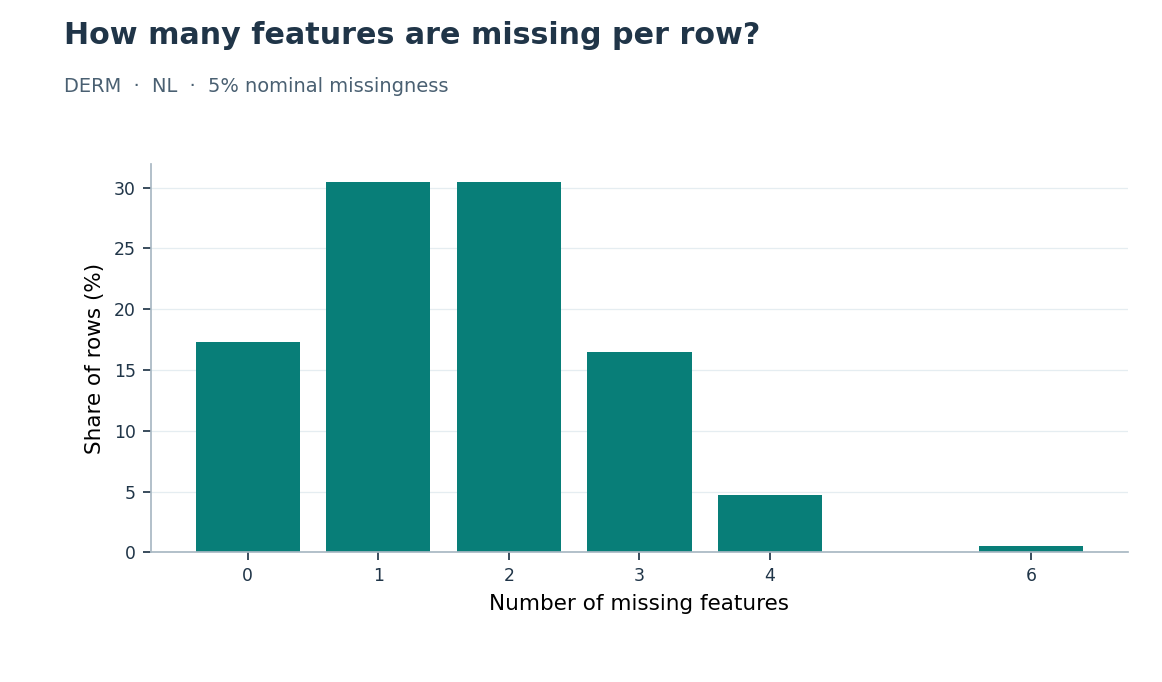 How many features are missing per row?
DERM · NL · 5% nominal missingness
30
25
20
15
10
5
0
Share of rows (%)
0 1 2 3 4 6
Number of missing features